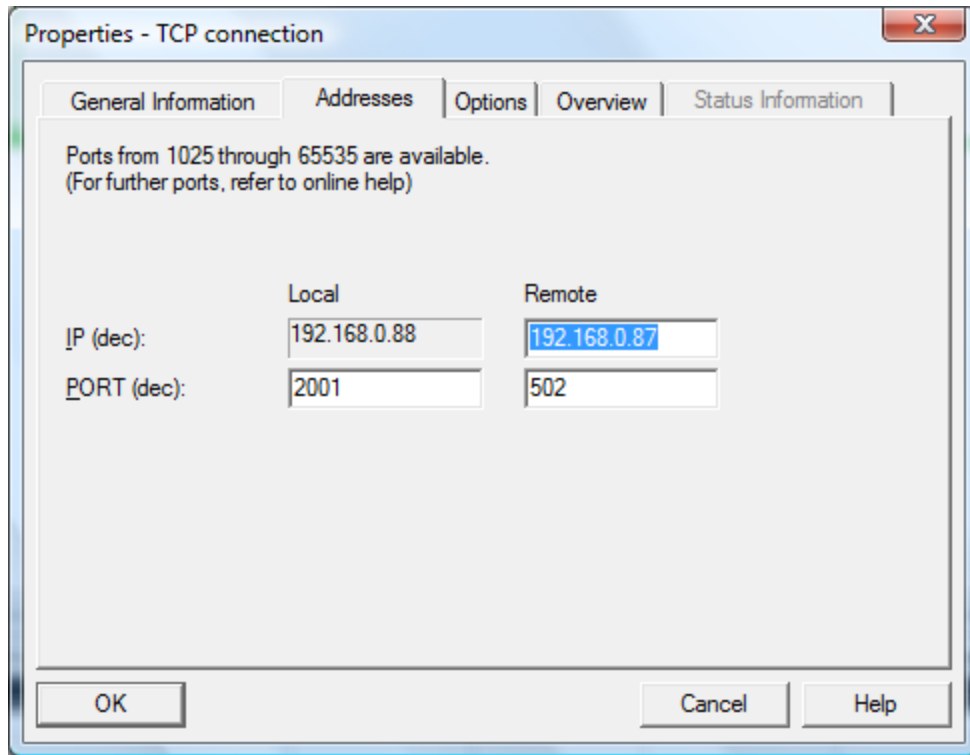 Properties - TCP connection
X
General Information Addresses Options Overview Status Information
Ports from 1025 through 65535 are available.
(For further ports, refer to online help)
Local Remote
IP (dec): 192.168.0.88 192.168.0.87
PORT (dec): 2001 502
OK Cancel Help